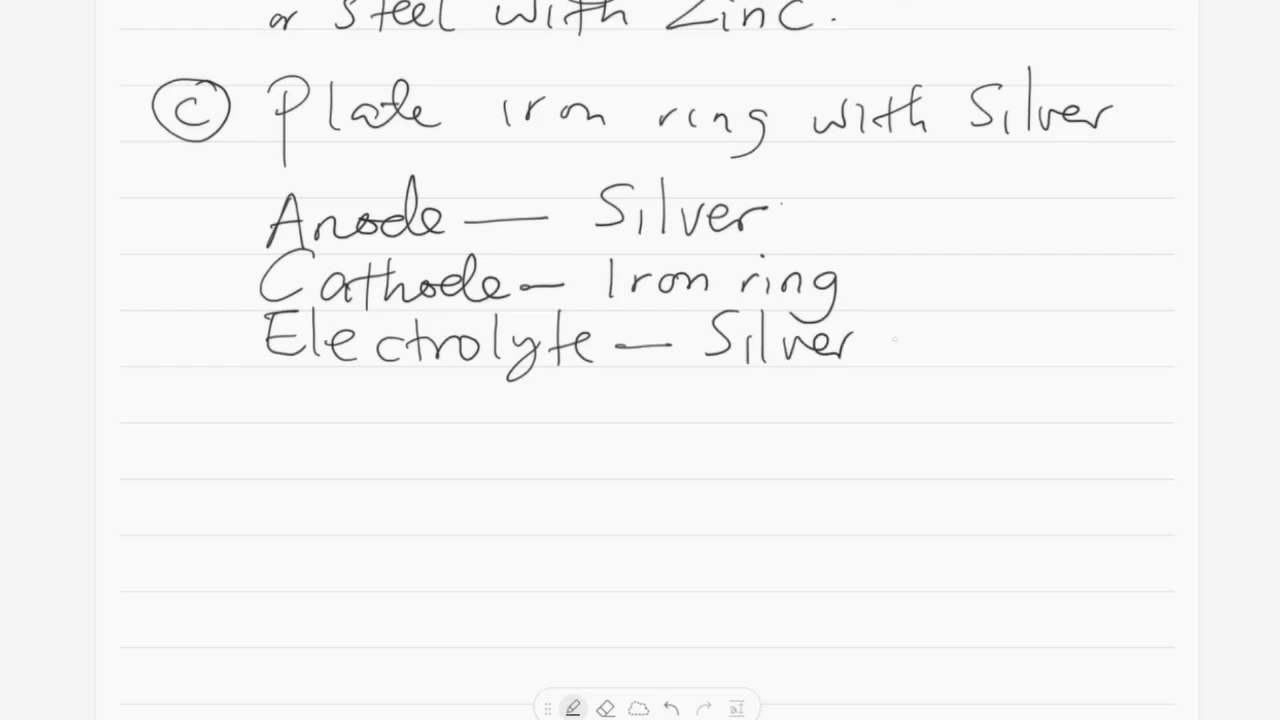 or steel with Zinc.
© Plate iron ring with Silver
Anode — Silver
Cathode — Iron ring
Electrolyte — Silver